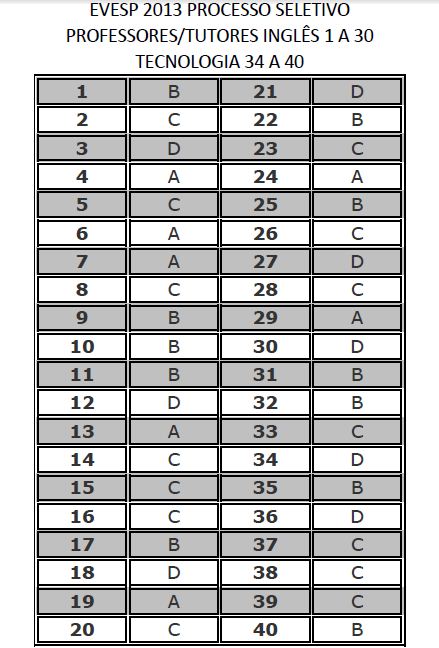 EVESP 2013 PROCESSO SELETIVO
PROFESSORES/TUTORES INGLÊS 1 A 30
TECNOLOGIA 34 A 40
1 B 21 D
2 C 22 B
3 D 23 C
4 A 24 A
5 C 25 B
6 A 26 C
7 A 27 D
8 C 28 C
9 B 29 A
10 B 30 D
11 B 31 B
12 D 32 B
13 A 33 C
14 C 34 D
15 C 35 B
16 C 36 D
17 B 37 C
18 D 38 C
19 A 39 C
20 C 40 B